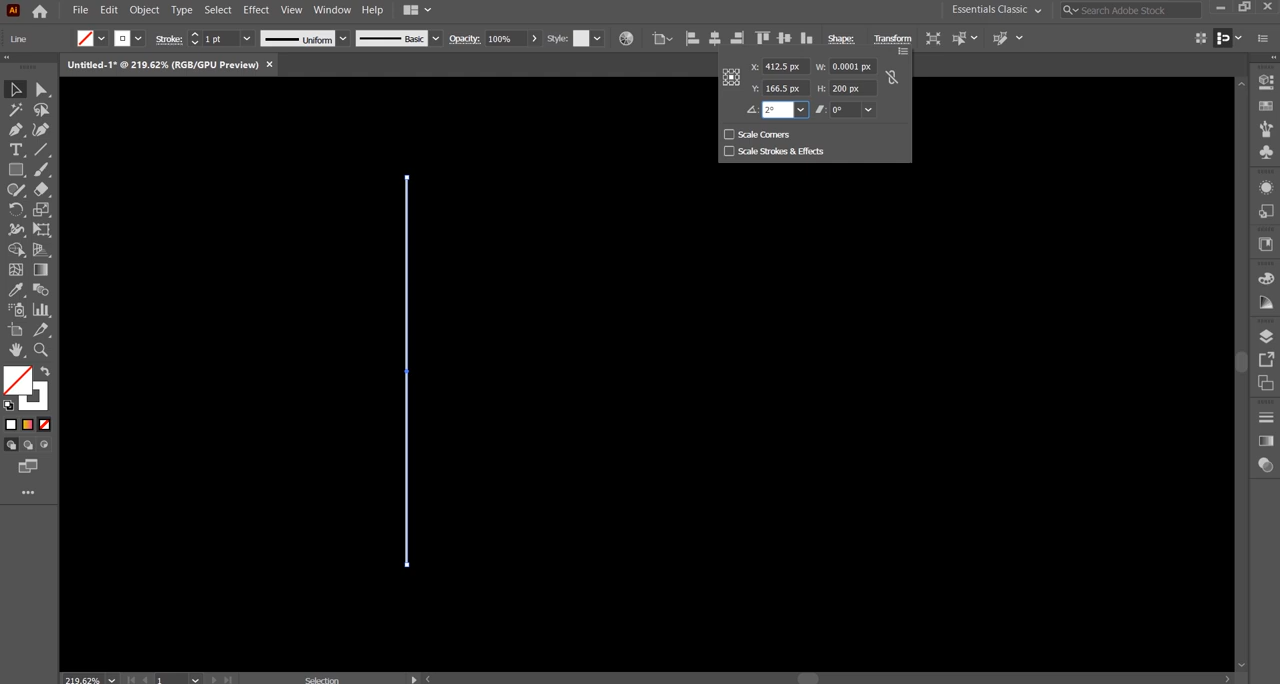 Ai File Edit Object Type Select Effect View Window Help Essentials Classic Search Adobe Stock
Line Stroke: 1 pt Uniform Basic Opacity: 100% Style: Shape: Transform
Untitled-1* @ 219.62% (RGB/GPU Preview) ×
X: 412.5 px W: 0.0001 px
Y: 166.5 px H: 200 px
2° 0°
Scale Corners
Scale Strokes & Effects
219.62% 1 Selection